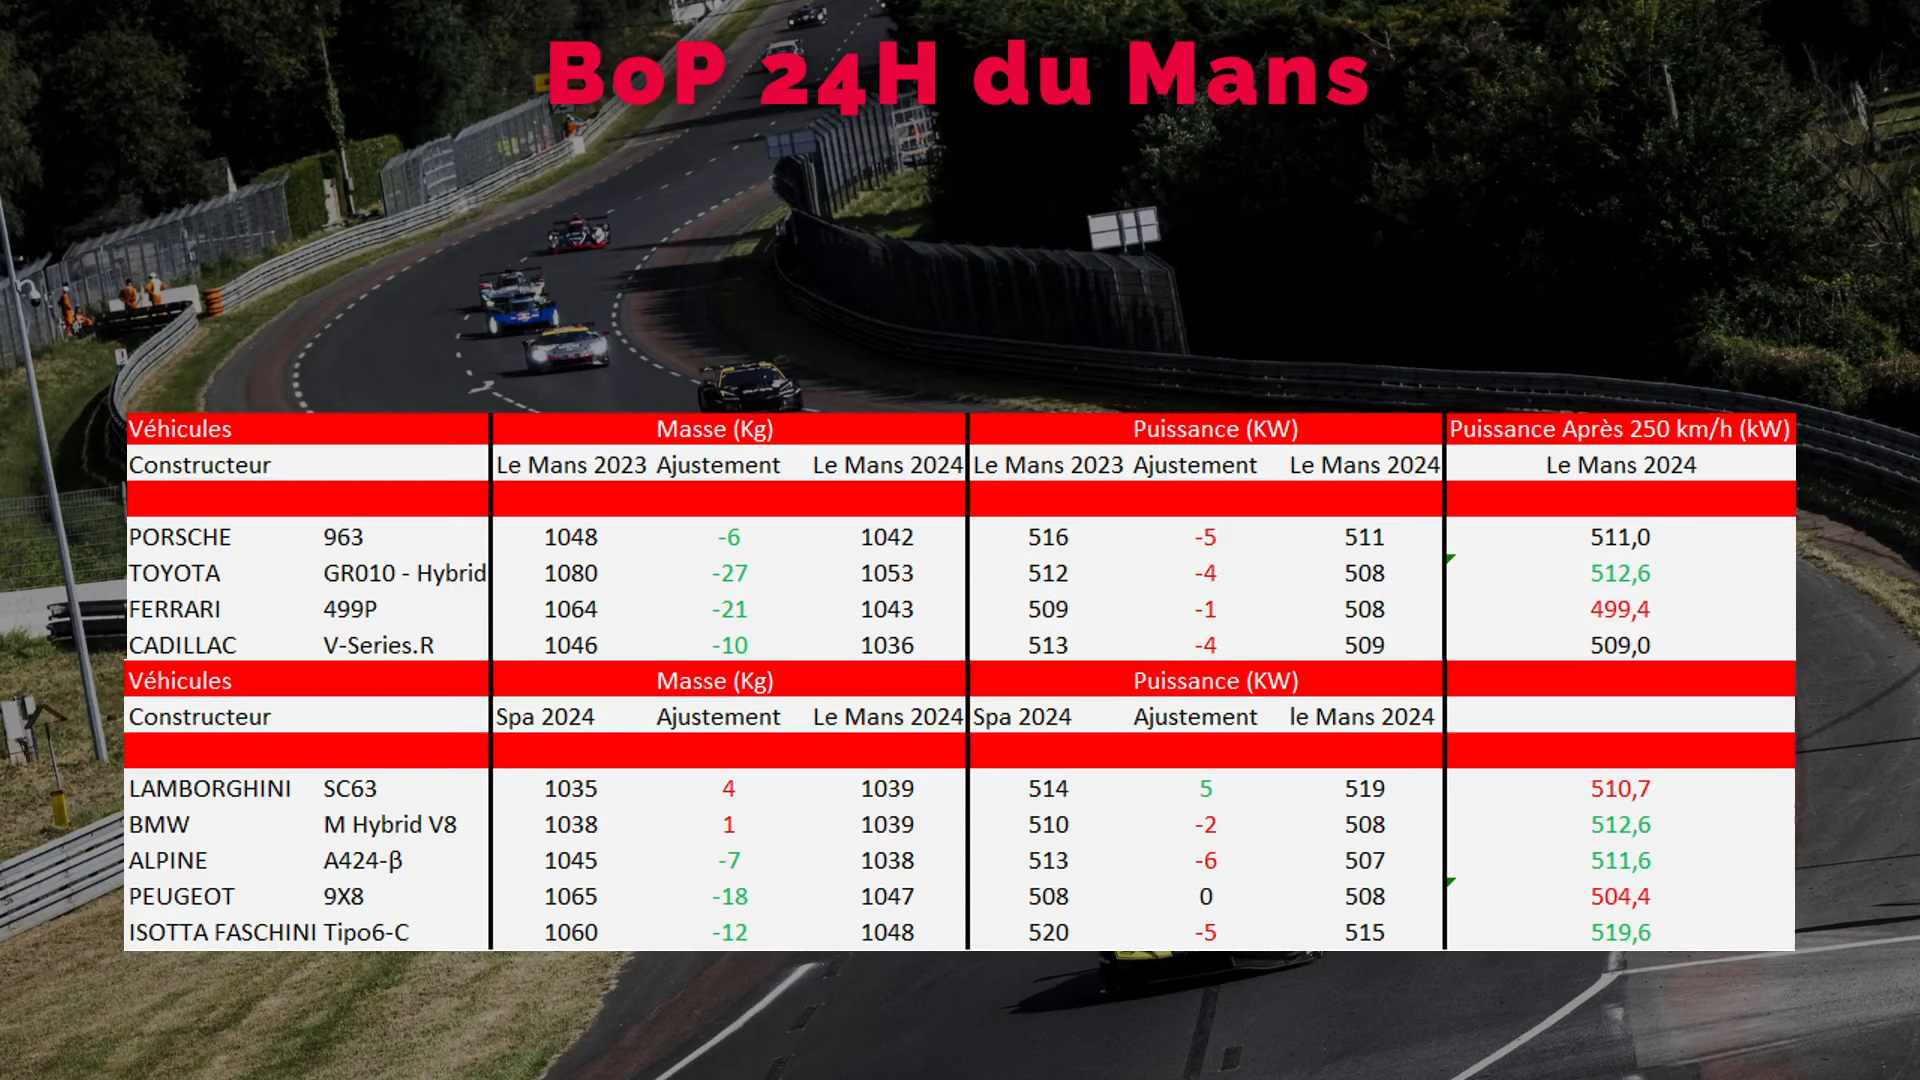 BoP 24H du Mans
Véhicules Masse (Kg) Puissance (KW) Puissance Après 250 km/h (kW)
Constructeur Le Mans 2023 Ajustement Le Mans 2024 Le Mans 2023 Ajustement Le Mans 2024 Le Mans 2024
PORSCHE 963 1048 -6 1042 516 -5 511 511,0
TOYOTA GR010 - Hybrid 1080 -27 1053 512 -4 508 512,6
FERRARI 499P 1064 -21 1043 509 -1 508 499,4
CADILLAC V-Series.R 1046 -10 1036 513 -4 509 509,0
Véhicules Masse (Kg) Puissance (KW)
Constructeur Spa 2024 Ajustement Le Mans 2024 Spa 2024 Ajustement le Mans 2024
LAMBORGHINI SC63 1035 4 1039 514 5 519 510,7
BMW M Hybrid V8 1038 1 1039 510 -2 508 512,6
ALPINE A424-β 1045 -7 1038 513 -6 507 511,6
PEUGEOT 9X8 1065 -18 1047 508 0 508 504,4
ISOTTA FASCHINI Tipo6-C 1060 -12 1048 520 -5 515 519,6